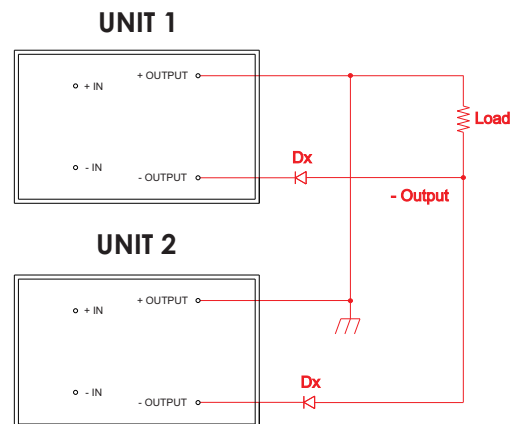 UNIT 1
+ OUTPUT
+ IN
Load
Dx
- IN
- OUTPUT
- Output
UNIT 2
+ OUTPUT
+ IN
Dx
- IN
- OUTPUT